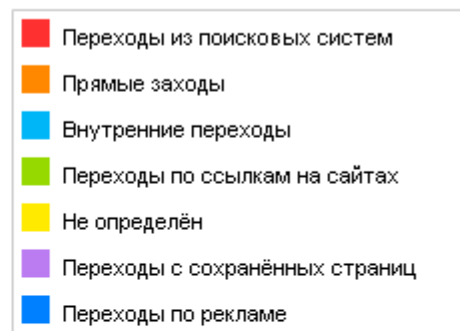 Переходы из поисковых систем
Прямые заходы
Внутренние переходы
Переходы по ссылкам на сайтах
Не определён
Переходы с сохранённых страниц
Переходы по рекламе